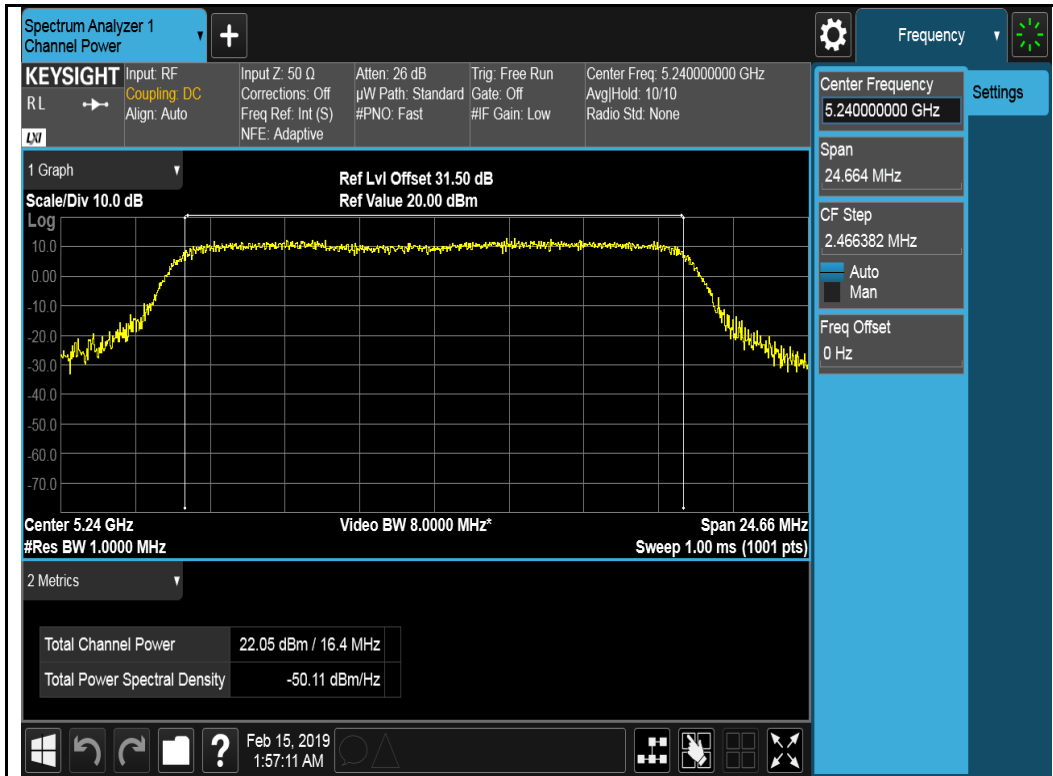 Spectrum Analyzer 1
Channel Power
+
Frequency
KEYSIGHT
R L
LXI
Input: RF
Coupling: DC
Align: Auto
Input Z: 50 Ω
Corrections: Off
Freq Ref: Int (S)
NFE: Adaptive
Atten: 26 dB
µW Path: Standard
#PNO: Fast
Trig: Free Run
Gate: Off
#IF Gain: Low
Center Freq: 5.240000000 GHz
Avg|Hold: 10/10
Radio Std: None
Center Frequency
5.240000000 GHz
Settings
Span
24.664 MHz
CF Step
2.466382 MHz
Auto
Man
Freq Offset
0 Hz
1 Graph
Scale/Div 10.0 dB
Ref Lvl Offset 31.50 dB
Ref Value 20.00 dBm
Log
10.0
0.00
-10.0
-20.0
-30.0
-40.0
-50.0
-60.0
-70.0
Center 5.24 GHz
#Res BW 1.0000 MHz
Video BW 8.0000 MHz*
Span 24.66 MHz
Sweep 1.00 ms (1001 pts)
2 Metrics
Total Channel Power 22.05 dBm / 16.4 MHz
Total Power Spectral Density -50.11 dBm/Hz
?
Feb 15, 2019
1:57:11 AM